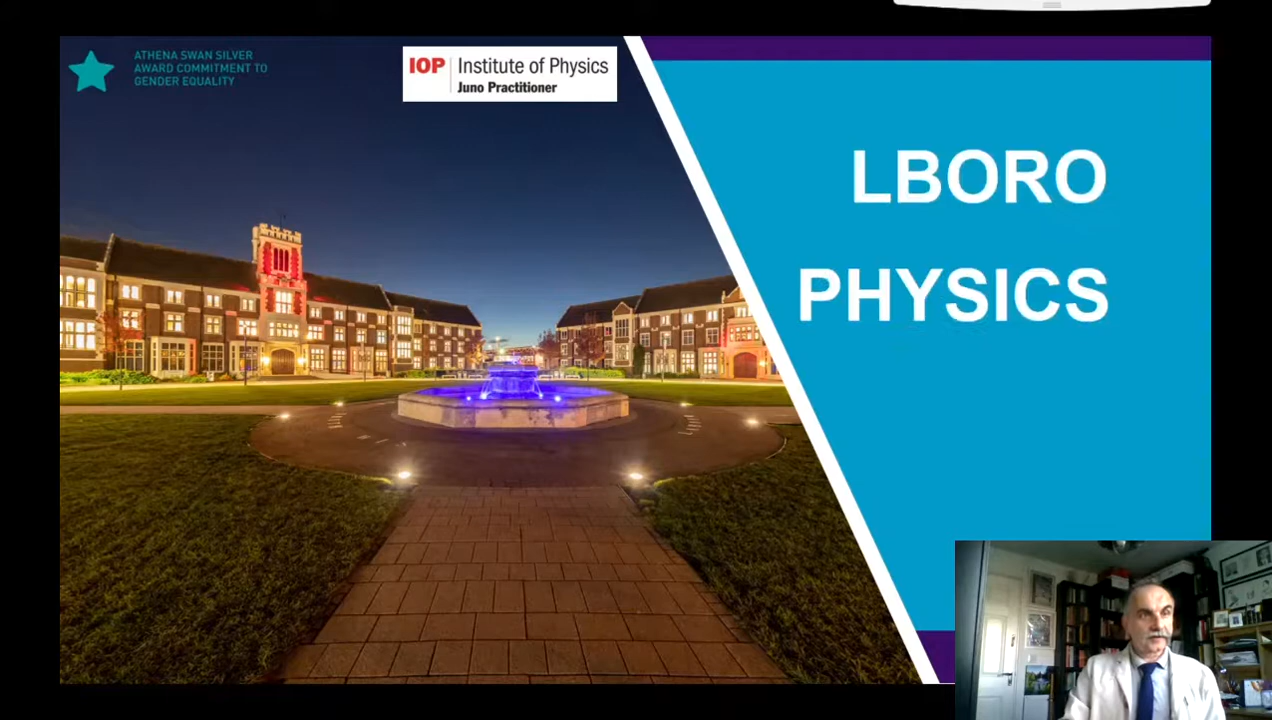 ATHENA SWAN SILVER
AWARD COMMITMENT TO
GENDER EQUALITY
IOP Institute of Physics
Juno Practitioner
LBORO
PHYSICS